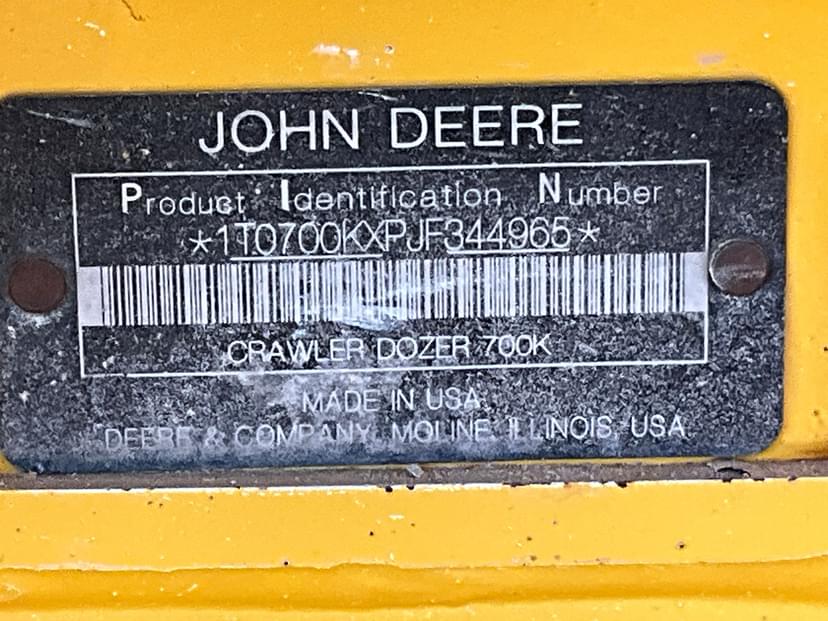 JOHN DEERE
Product Identification Number
*1T0700KXPJF344965*
CRAWLER DOZER 700K
MADE IN USA
DEERE & COMPANY MOLINE ILLINOIS USA